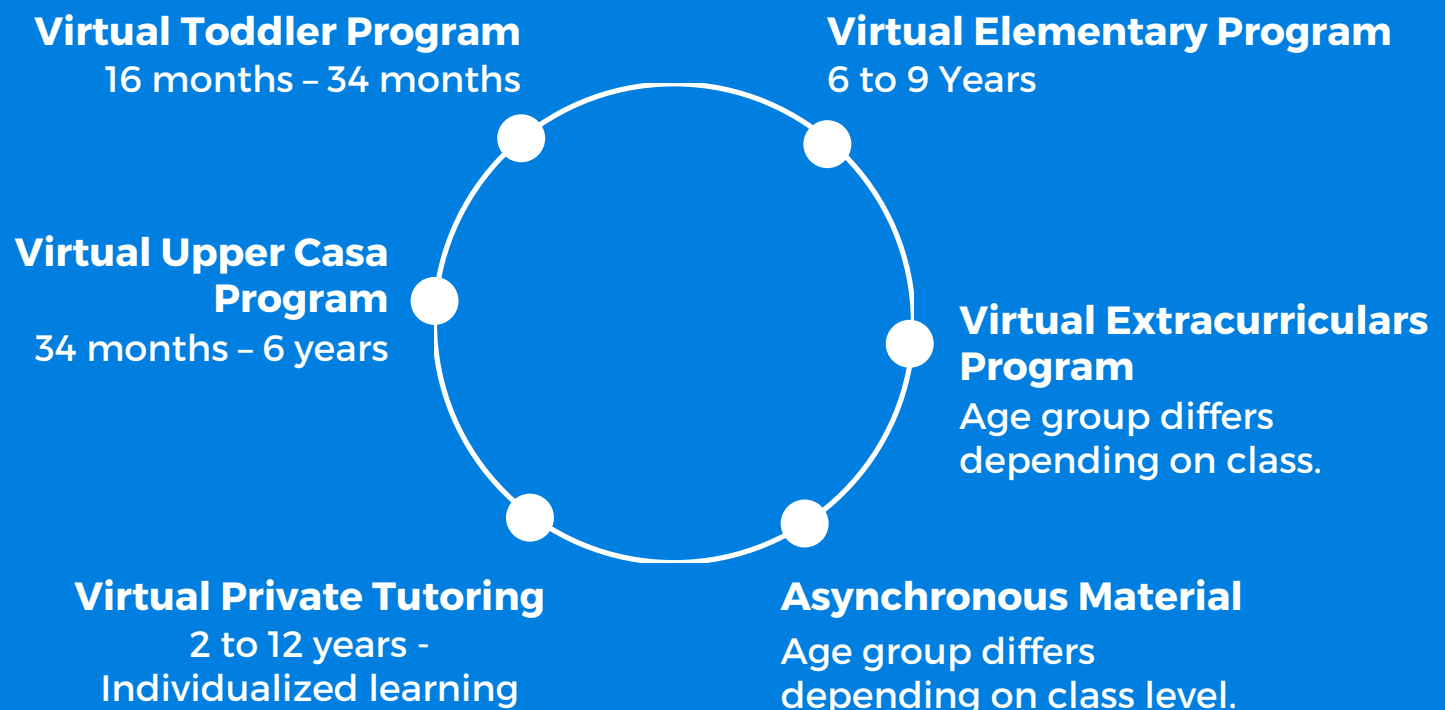 Virtual Toddler Program
16 months – 34 months
Virtual Elementary Program
6 to 9 Years
Virtual Upper Casa
Program
34 months – 6 years
Virtual Extracurriculars
Program
Age group differs
depending on class.
Virtual Private Tutoring
2 to 12 years -
Individualized learning
Asynchronous Material
Age group differs
depending on class level.